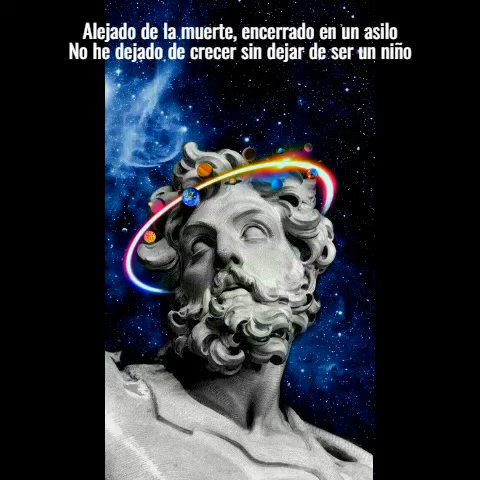 Alejado de la muerte, encerrado en un asilo
No he dejado de crecer sin dejar de ser un niño